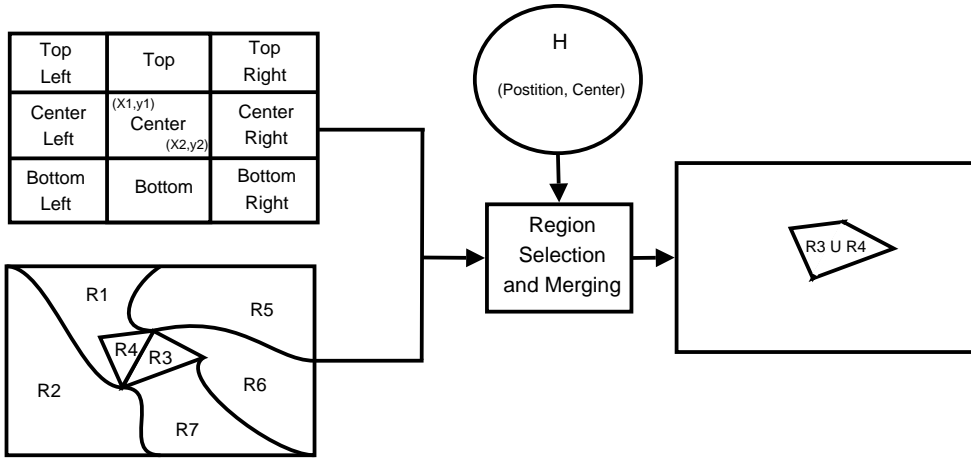 Top
Left
Top
Top
Right
Center
Left
(X1,y1)
Center
(X2,y2)
Center
Right
Bottom
Left
Bottom
Bottom
Right
H
(Postition, Center)
Region
Selection
and Merging
R3 U R4
R1
R5
R4
R3
R2
R6
R7